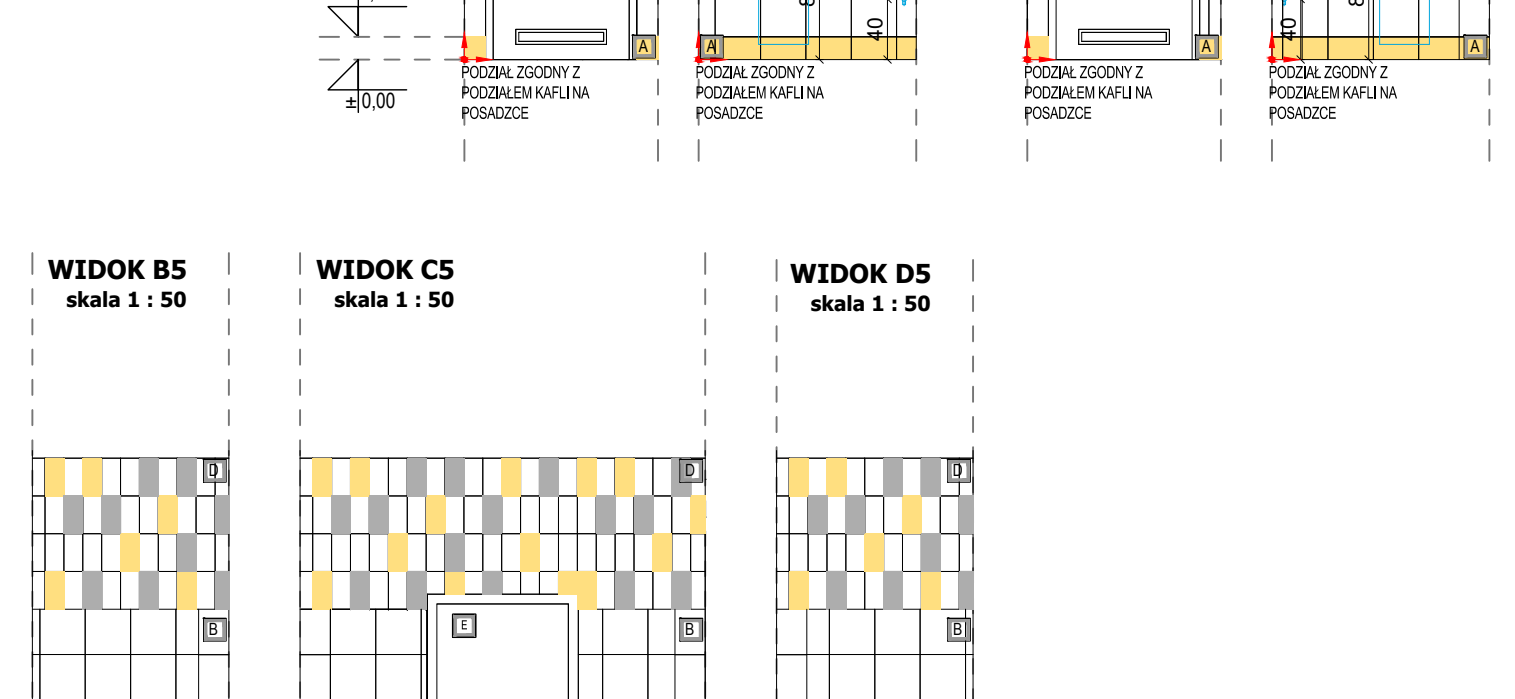 8
40
A
A
A
40
8
A
PODZIAŁ ZGODNY Z
PODZIAŁEM KAFLI NA
POSADZCE
PODZIAŁ ZGODNY Z
PODZIAŁEM KAFLI NA
POSADZCE
PODZIAŁ ZGODNY Z
PODZIAŁEM KAFLI NA
POSADZCE
PODZIAŁ ZGODNY Z
PODZIAŁEM KAFLI NA
POSADZCE
±0,00
WIDOK B5
skala 1 : 50
WIDOK C5
skala 1 : 50
WIDOK D5
skala 1 : 50
D
D
D
B
E
B
B